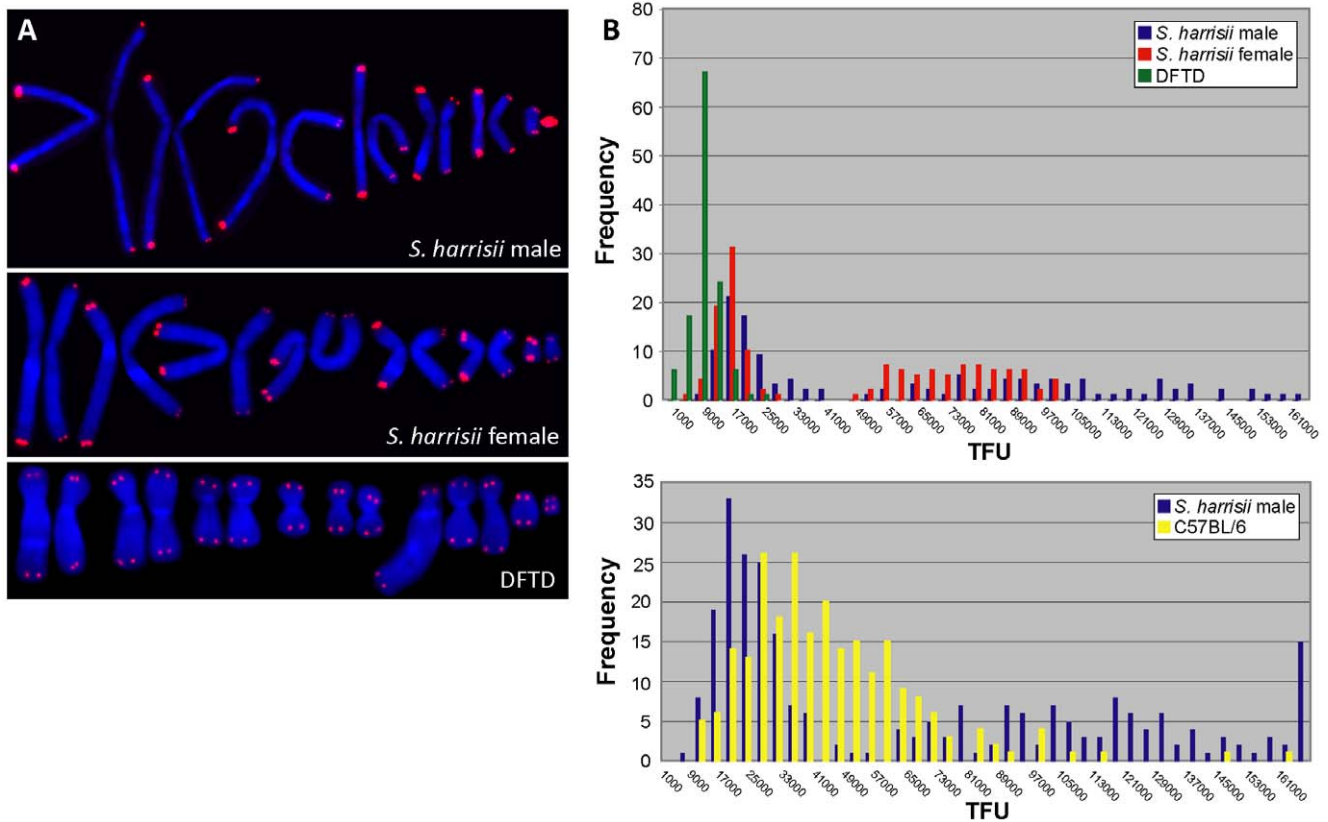 A
S. harrisii male
S. harrisii female
DFTD
B
80
70
60
50
40
30
20
10
0
Frequency
S. harrisii male
S. harrisii female
DFTD
1000 9000 17000 25000 33000 41000 49000 57000 65000 73000 81000 89000 97000 105000 113000 121000 129000 137000 145000 153000 161000
TFU
35
30
25
20
15
10
5
0
Frequency
S. harrisii male
C57BL/6
1000 9000 17000 25000 33000 41000 49000 57000 65000 73000 81000 89000 97000 105000 113000 121000 129000 137000 145000 153000 161000
TFU